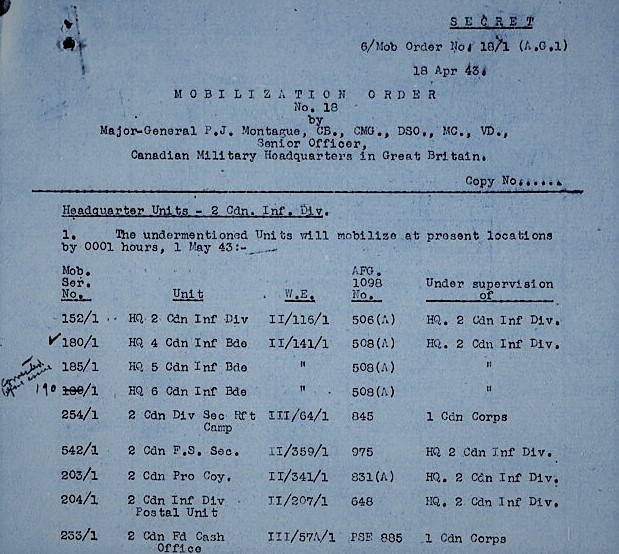 SECRET
6/Mob Order No. 18/1 (A.G.1)
18 Apr 43.
MOBILIZATION ORDER
No. 18
by
Major-General P.J. Montague, CB., CMG., DSO., MC., VD.,
Senior Officer,
Canadian Military Headquarters in Great Britain.
Copy No......
Headquarter Units - 2 Cdn. Inf. Div.
1. The undermentioned Units will mobilize at present locations
by 0001 hours, 1 May 43:-
Mob. Ser. No. Unit W.E. AFG. 1098 No. Under supervision of
152/1 HQ 2 Cdn Inf Div II/116/1 506(A) HQ. 2 Cdn Inf Div.
✓ 180/1 HQ 4 Cdn Inf Bde II/141/1 508(A) HQ. 2 Cdn Inf Div.
185/1 HQ 5 Cdn Inf Bde " 508(A) "
190 /1 HQ 6 Cdn Inf Bde " 508(A) "
254/1 2 Cdn Div Sec Rft Camp III/64/1 845 1 Cdn Corps
542/1 2 Cdn F.S. Sec. II/359/1 975 HQ 2 Cdn Inf Div.
203/1 2 Cdn Pro Coy. II/341/1 831(A) HQ. 2 Cdn Inf Div.
204/1 2 Cdn Inf Div Postal Unit II/207/1 648 HQ. 2 Cdn Inf Div.
233/1 2 Cdn Fd Cash Office III/57A/1 PSE 885 1 Cdn Corps